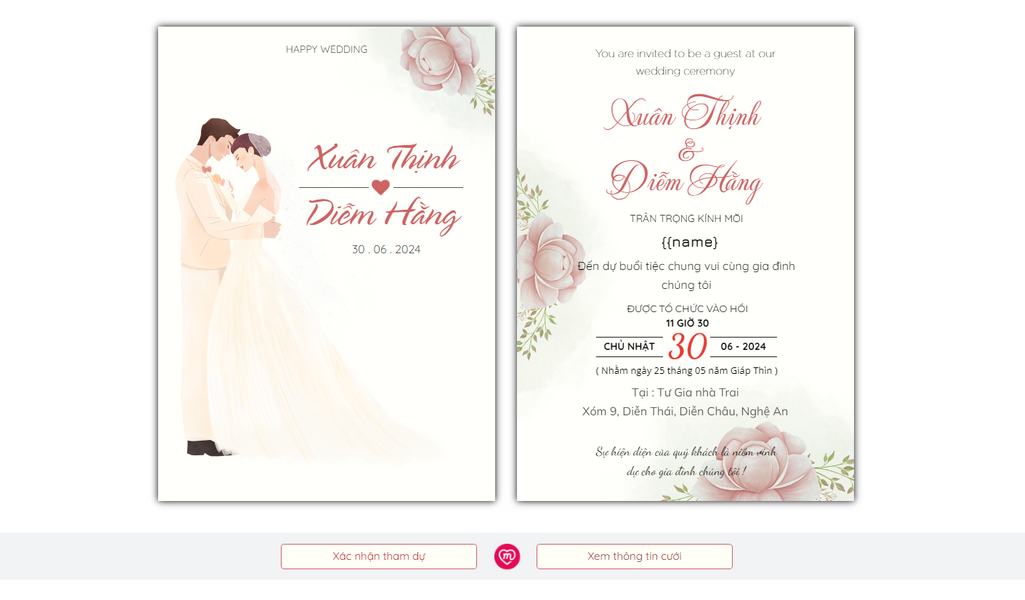 HAPPY WEDDING
Xuân Thịnh
Diễm Hằng
30 . 06 . 2024
You are invited to be a guest at our
wedding ceremony
Xuân Thịnh
&
Diễm Hằng
TRÂN TRỌNG KÍNH MỜI
{{name}}
Đến dự buổi tiệc chung vui cùng gia đình
chúng tôi
ĐƯỢC TỔ CHỨC VÀO HỒI
11 GIỜ 30
CHỦ NHẬT 30 06 - 2024
( Nhằm ngày 25 tháng 05 năm Giáp Thìn )
Tại : Tư Gia nhà Trai
Xóm 9, Diễn Thái, Diễn Châu, Nghệ An
Sự hiện diện của quý khách là niềm vinh
dự cho gia đình chúng tôi !
Xác nhận tham dự
m
Xem thông tin cưới